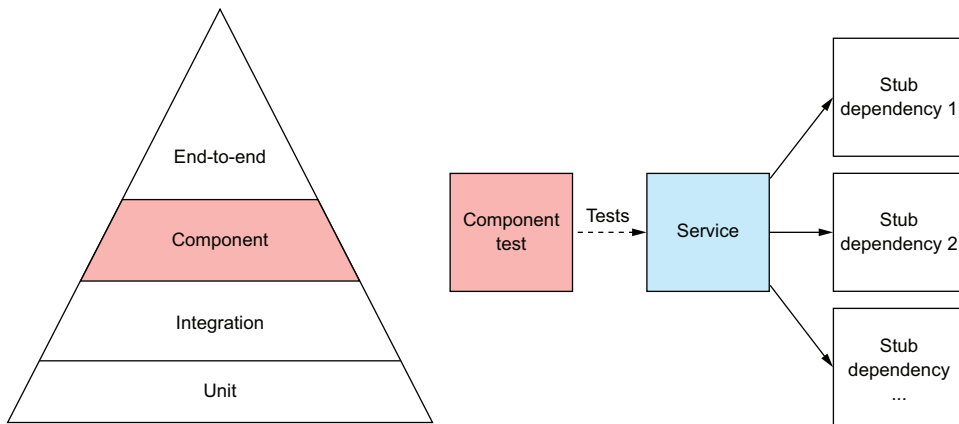 End-to-end
Component
Integration
Unit
Component
test
Tests
Service
Stub
dependency 1
Stub
dependency 2
Stub
dependency
...